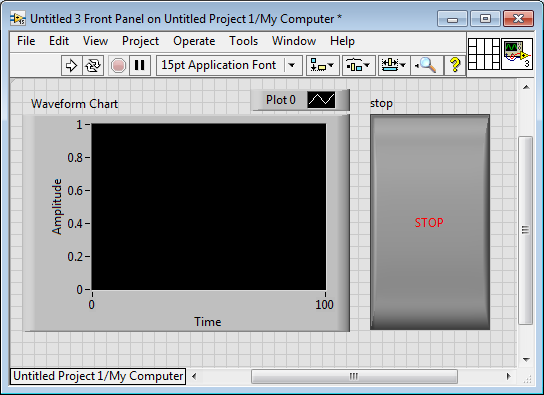 Untitled 3 Front Panel on Untitled Project 1/My Computer *
File Edit View Project Operate Tools Window Help
15pt Application Font
?
3
Waveform Chart
Plot 0
stop
1
0.8
0.6
0.4
0.2
0
Amplitude
0
100
Time
STOP
Untitled Project 1/My Computer